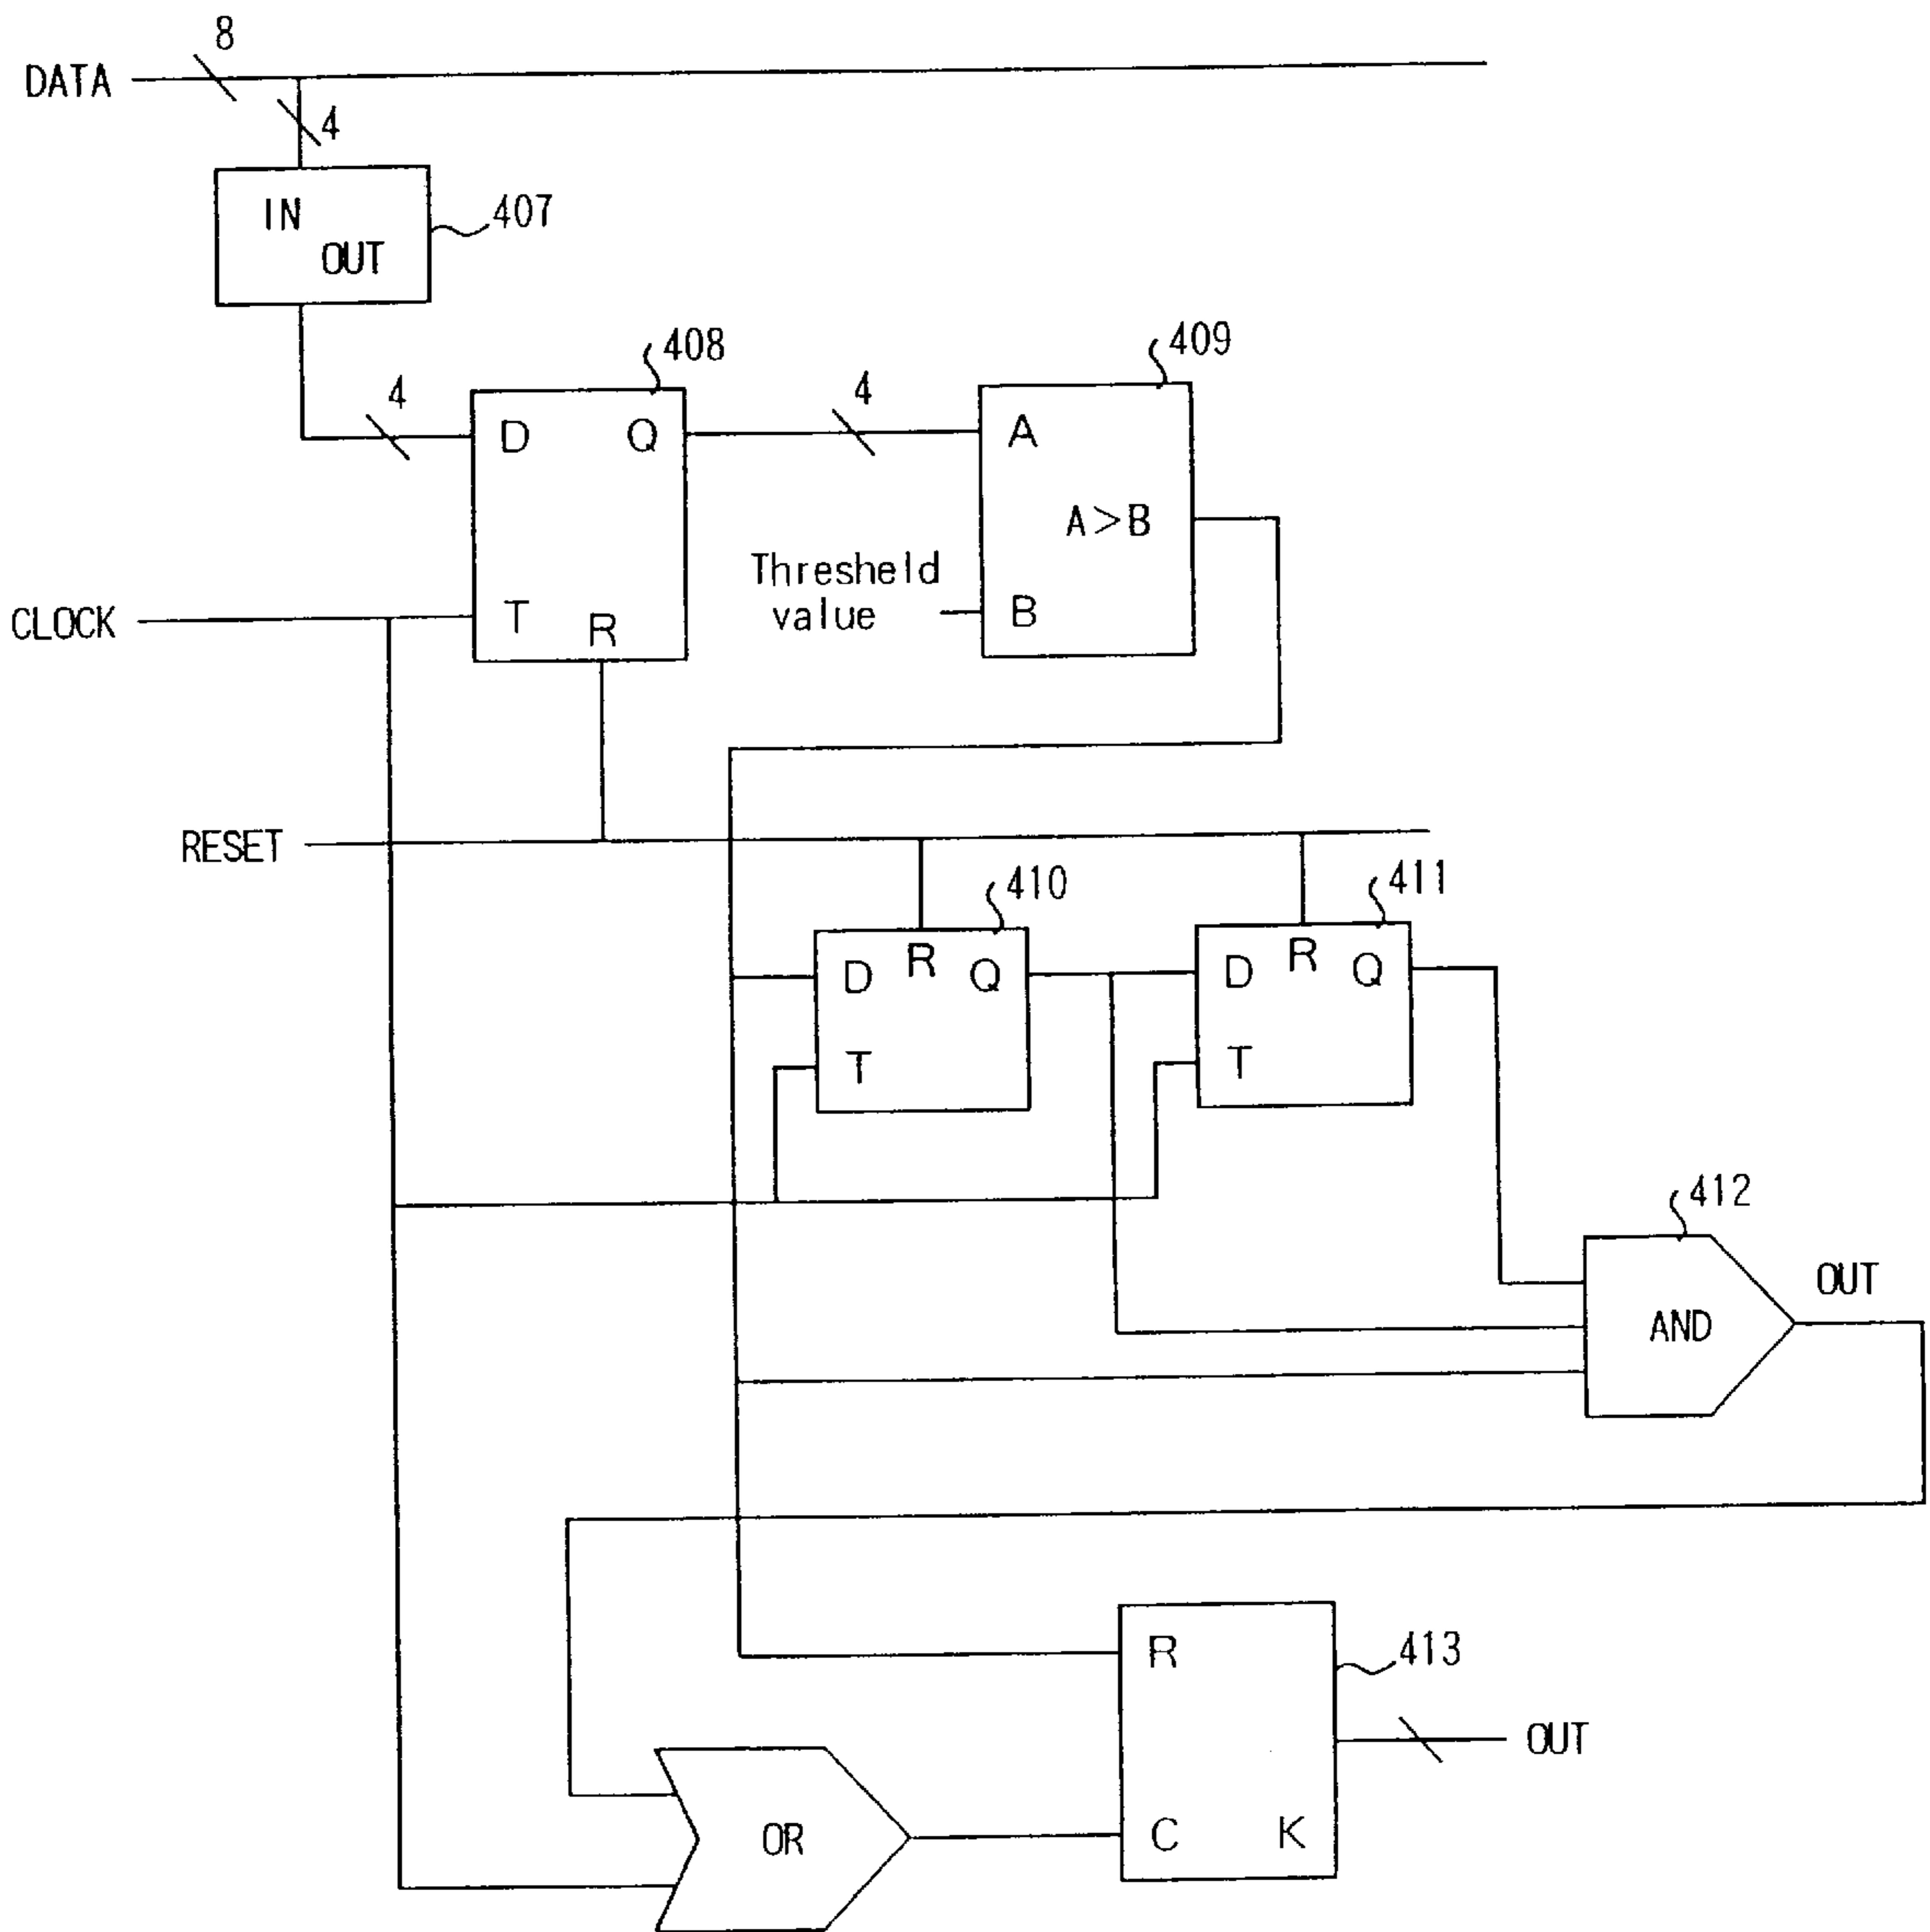 8
DATA
4
IN
OUT
407
408
409
4
4
D
Q
A
A>B
Thresheld
value
B
CLOCK
T
R
RESET
410
411
D
R
Q
D
R
Q
T
T
412
OUT
AND
R
413
OUT
OR
C
K